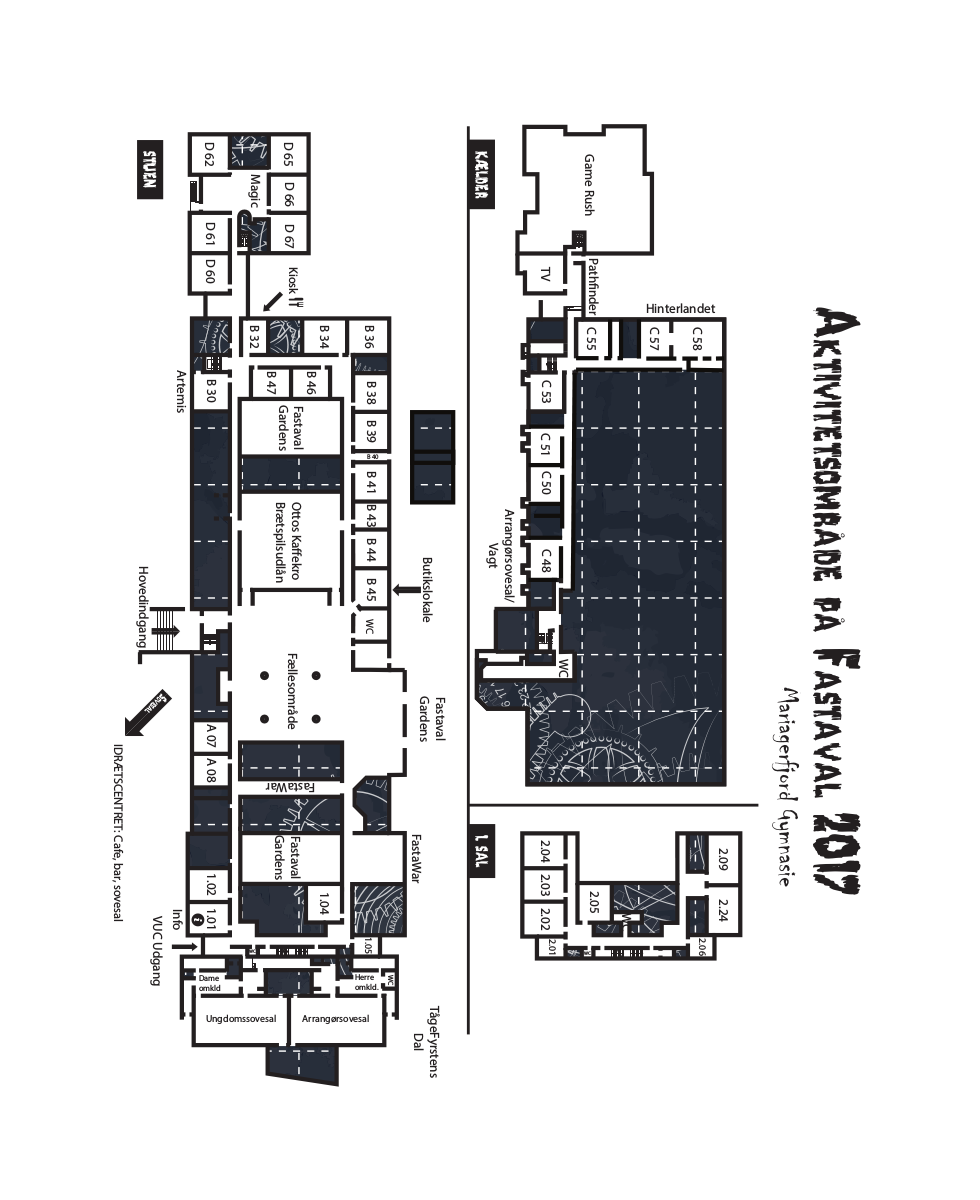 AKTIVITETSOMRÅDE PÅ FASTAVAL 2017
Mariagerfjord Gymnasie
KÆLDER
Game Rush
TV
Pathfinder
Hinterlandet
C 55
C 57
C 58
C 53
C 51
C 50
C 48
Arrangørsovesal/
Vagt
WC
1. SAL
2.04
2.03
2.02
2.01
2.05
2.09
2.24
2.06
STUEN
D 62
D 65
Magic
D 66
D 61
D 67
D 60
Kiosk
B 32
B 34
B 36
Artemis
B 30
B 47
B 46
B 38
Fastaval
Gardens
B 39
B 40
B 41
B 43
Ottos Kaffekro
Brætspilsudlån
B 44
B 45
Butikslokale
WC
Hovedindgang
Fællesområde
Fastaval
Gardens
SOVESAL
IDRÆTSCENTRET: Cafe, bar, sovesal
A 07
A 08
FastaWar
FastaWar
Fastaval
Gardens
1.02
1.01
i
1.04
1.05
Info
VUC Udgang
Dame
omkld
Herre
omkld.
WC
Ungdomssovesal
Arrangørsovesal
TågeFyrstens
Dal